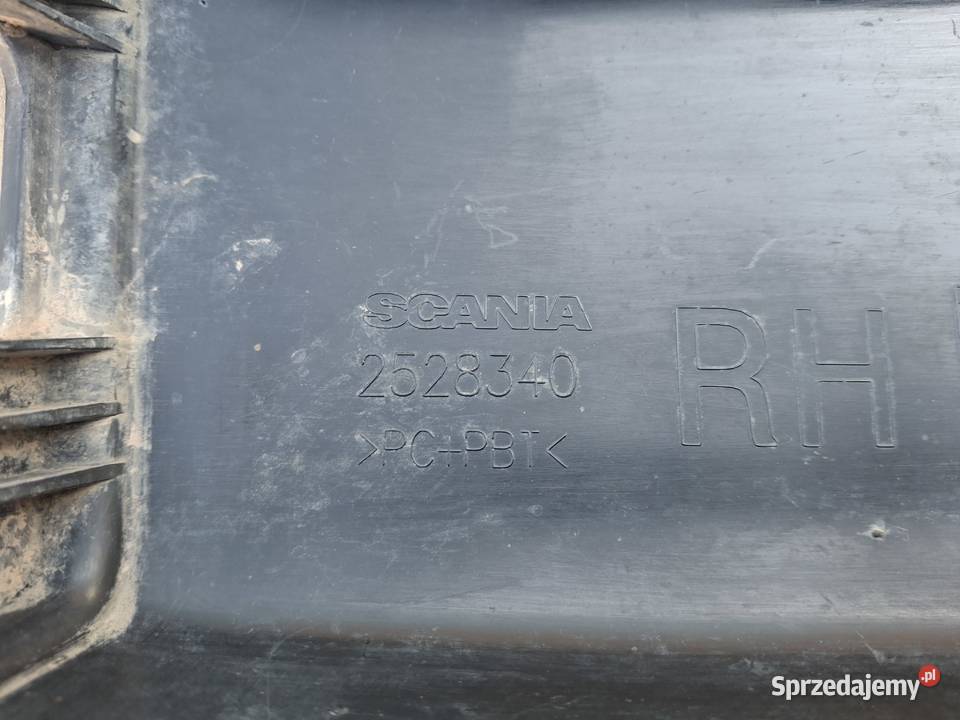 SCANIA
2528340
>PC+PBT<
RH
Sprzedajemy.pl